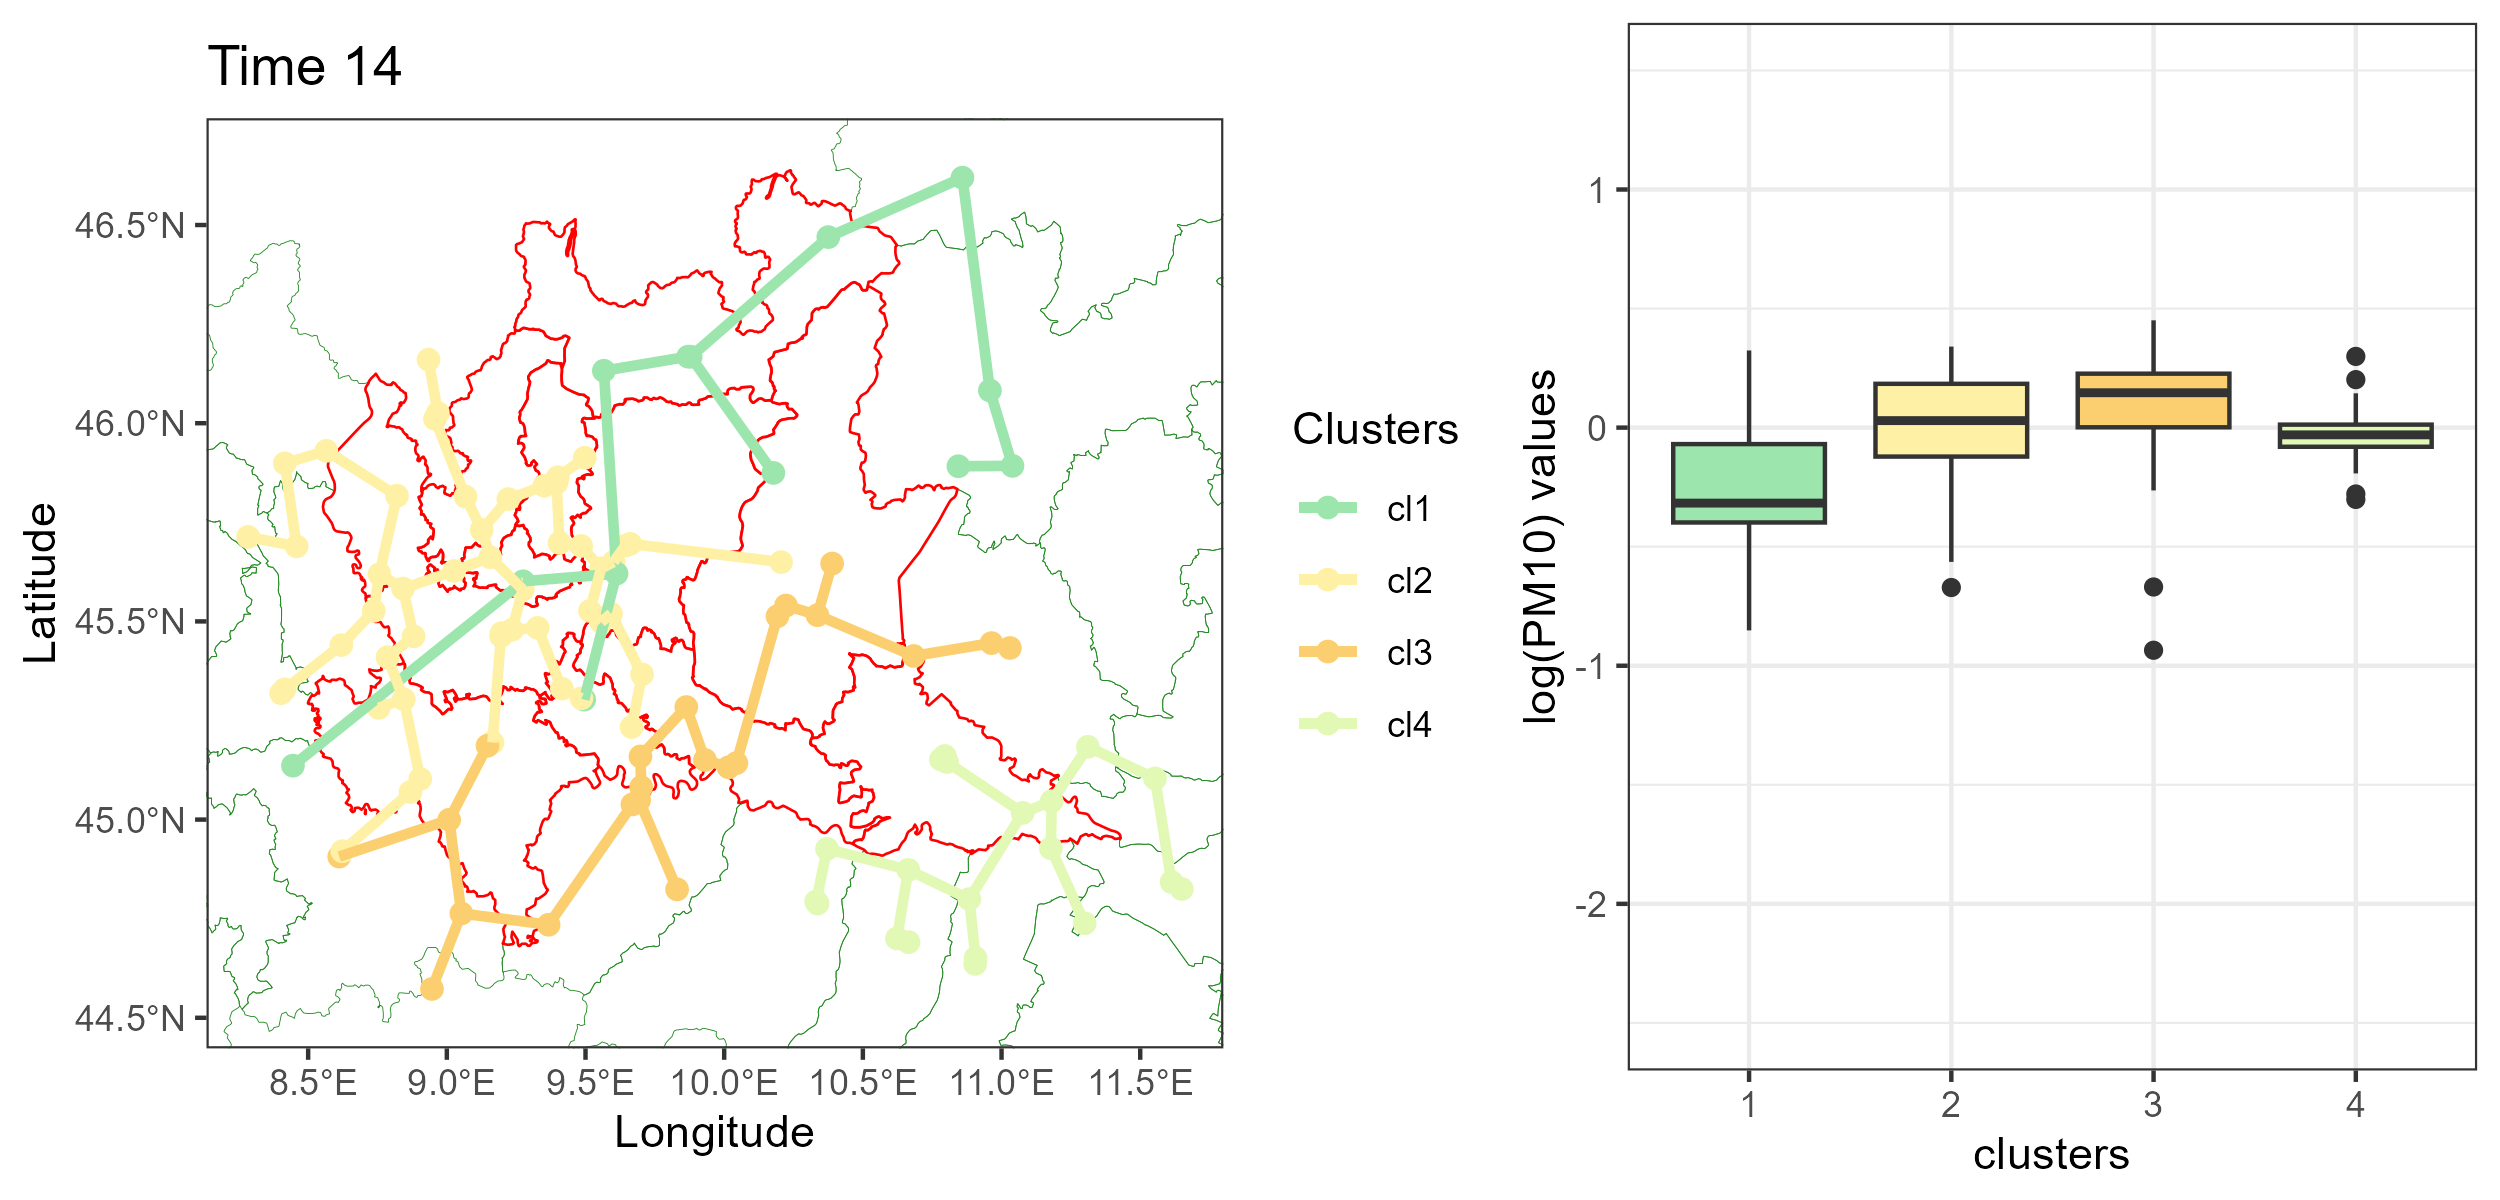 Time 14
46.5°N
46.0°N
45.5°N
45.0°N
44.5°N
Latitude
8.5°E 9.0°E 9.5°E 10.0°E 10.5°E 11.0°E 11.5°E
Longitude
Clusters
cl1
cl2
cl3
cl4
1
0
-1
-2
log(PM10) values
1 2 3 4
clusters